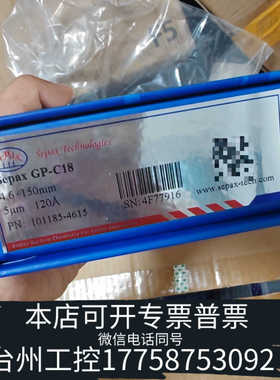 Sepax Technologies
Sepax GP-C18
4.6*150mm
5µm 120Å
PN: 101185-4615
SN:4F77916
www.sepax-tech.com
本店可开专票普票
微信电话同号
台州工控17758753092